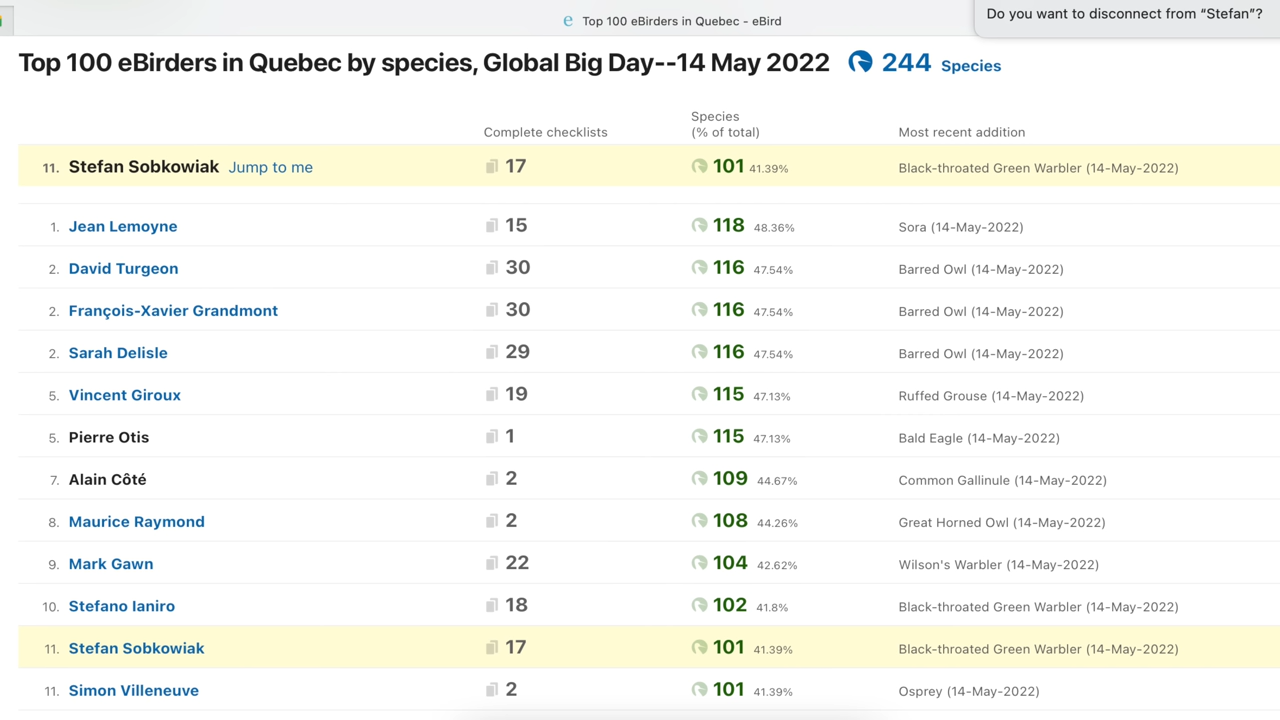 Top 100 eBirders in Quebec - eBird
Do you want to disconnect from “Stefan”?
Top 100 eBirders in Quebec by species, Global Big Day--14 May 2022 244 Species
Complete checklists Species (% of total) Most recent addition
11. Stefan Sobkowiak Jump to me 17 101 41.39% Black-throated Green Warbler (14-May-2022)
1. Jean Lemoyne 15 118 48.36% Sora (14-May-2022)
2. David Turgeon 30 116 47.54% Barred Owl (14-May-2022)
2. François-Xavier Grandmont 30 116 47.54% Barred Owl (14-May-2022)
2. Sarah Delisle 29 116 47.54% Barred Owl (14-May-2022)
5. Vincent Giroux 19 115 47.13% Ruffed Grouse (14-May-2022)
5. Pierre Otis 1 115 47.13% Bald Eagle (14-May-2022)
7. Alain Côté 2 109 44.67% Common Gallinule (14-May-2022)
8. Maurice Raymond 2 108 44.26% Great Horned Owl (14-May-2022)
9. Mark Gawn 22 104 42.62% Wilson's Warbler (14-May-2022)
10. Stefano Ianiro 18 102 41.8% Black-throated Green Warbler (14-May-2022)
11. Stefan Sobkowiak 17 101 41.39% Black-throated Green Warbler (14-May-2022)
11. Simon Villeneuve 2 101 41.39% Osprey (14-May-2022)